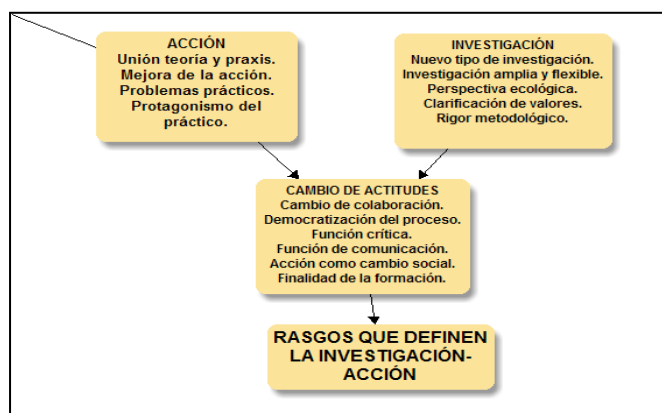 ACCIÓN
Unión teoría y praxis.
Mejora de la acción.
Problemas prácticos.
Protagonismo del
práctico.
INVESTIGACIÓN
Nuevo tipo de investigación.
Investigación amplia y flexible.
Perspectiva ecológica.
Clarificación de valores.
Rigor metodológico.
CAMBIO DE ACTITUDES
Cambio de colaboración.
Democratización del proceso.
Función crítica.
Función de comunicación.
Acción como cambio social.
Finalidad de la formación.
RASGOS QUE DEFINEN
LA INVESTIGACIÓN-
ACCIÓN